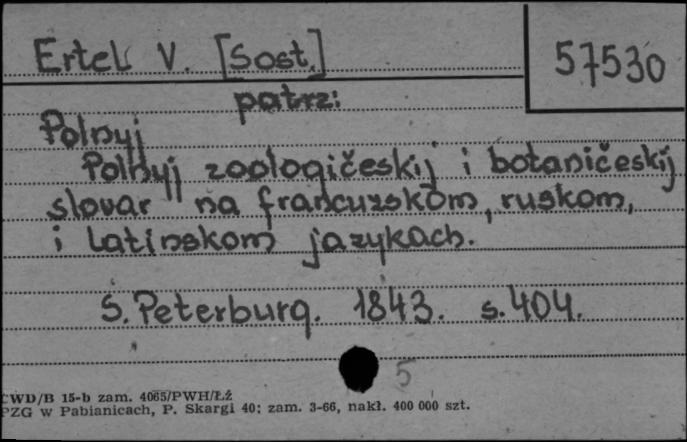 Ertel V. [Sost.]
57530
patrz:
Polnyj
Polnyj zoologičeskij i botaničeskij
slovar" na francuzskom, ruskom,
i latinskom jazykach.
S. Peterburg. 1843. s. 404.
5
CWD/B 15-b zam. 4065/PWH/Łź
PZG w Pabianicach, P. Skargi 40; zam. 3-66, nakł. 400 000 szt.